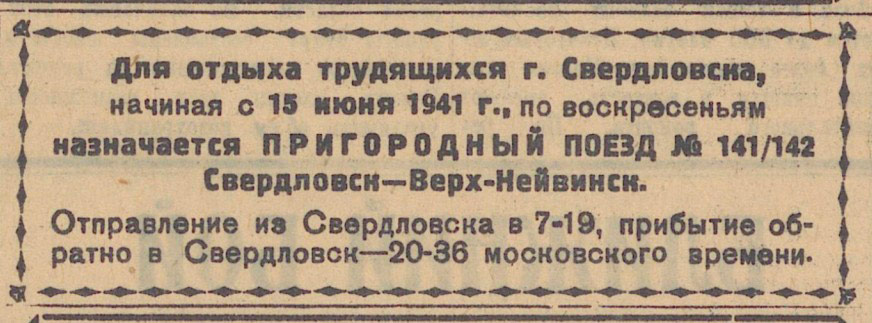 Для отдыха трудящихся г. Свердловска,
начиная с 15 июня 1941 г., по воскресеньям
назначается ПРИГОРОДНЫЙ ПОЕЗД № 141/142
Свердловск—Верх-Нейвинск.
Отправление из Свердловска в 7-19, прибытие об-
ратно в Свердловск—20-36 московского времени.